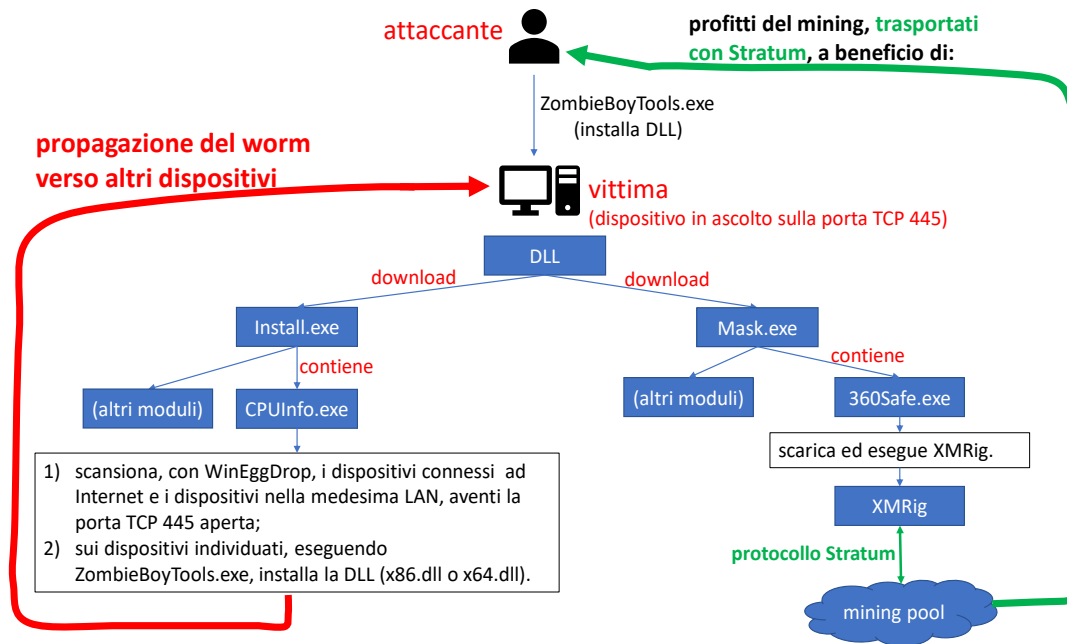 attaccante
profitti del mining, trasportati
con Stratum, a beneficio di:
ZombieBoyTools.exe
(installa DLL)
propagazione del worm
verso altri dispositivi
vittima
(dispositivo in ascolto sulla porta TCP 445)
DLL
download
download
Install.exe
Mask.exe
contiene
contiene
(altri moduli)
CPUInfo.exe
(altri moduli)
360Safe.exe
1) scansiona, con WinEggDrop, i dispositivi connessi ad
Internet e i dispositivi nella medesima LAN, aventi la
porta TCP 445 aperta;
2) sui dispositivi individuati, eseguendo
ZombieBoyTools.exe, installa la DLL (x86.dll o x64.dll).
scarica ed esegue XMRig.
XMRig
protocollo Stratum
mining pool